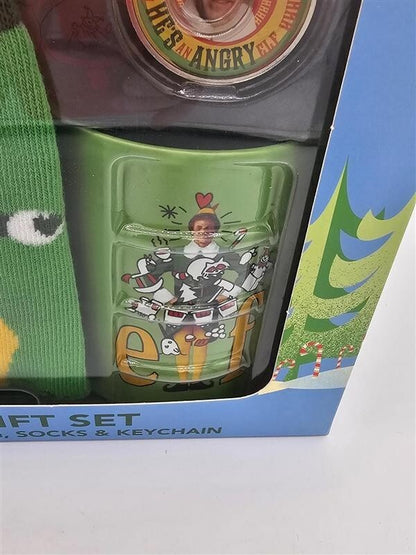 HE'S AN ANGRY ELF
elf
IFT SET
, SOCKS & KEYCHAIN